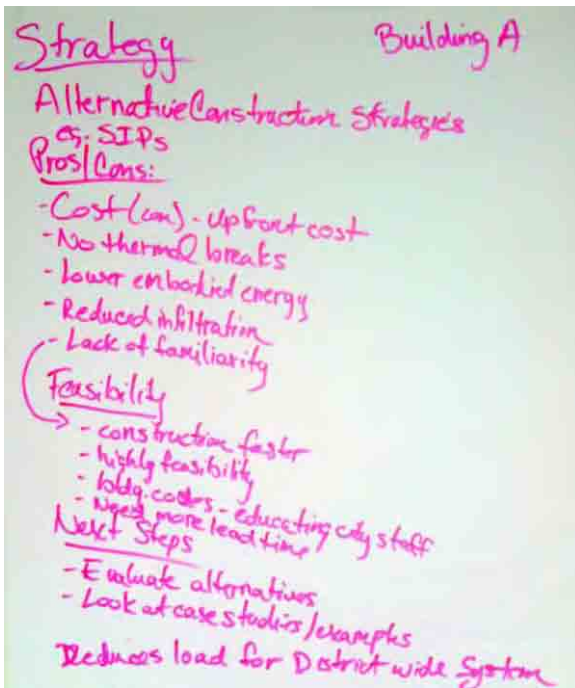 Strategy Building A
Alternative Construction Strategies
eg. SIPs
Pros/Cons:
- Cost (con) - upfront cost
- No thermal breaks
- Lower embodied energy
- Reduced infiltration
- Lack of familiarity
Feasibility
- construction faster
- highly feasibility
- bldg. codes - educating city staff
- Need more lead time
Next Steps
- Evaluate alternatives
- Look at case studies/examples
Reduces load for District wide System